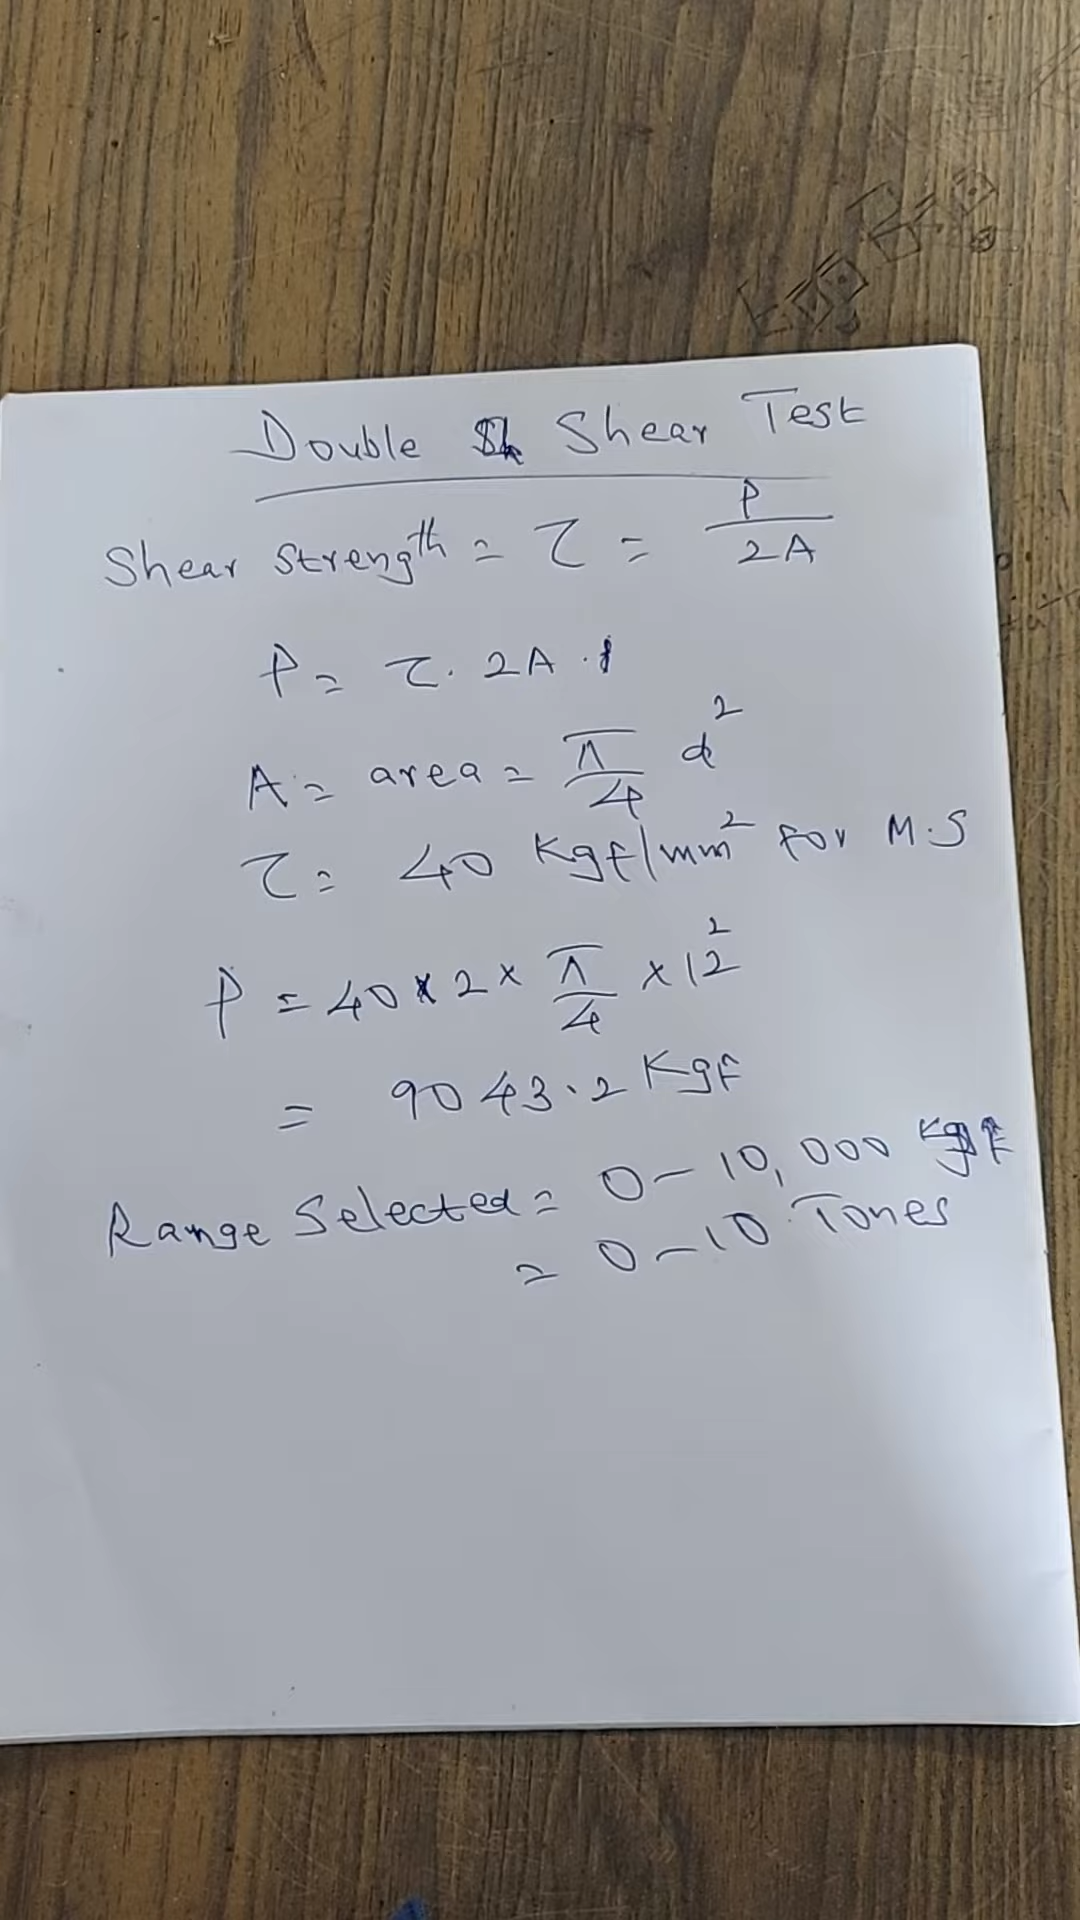 Double Shear Test
Shear Strength = τ = P / 2A
P = τ. 2A .
A = area = π/4 d²
τ = 40 Kgf/mm² for M.S
P = 40 × 2 × π/4 × 12²
= 9043.2 Kgf
Range Selected = 0 - 10,000 Kgf
= 0 - 10 Tones